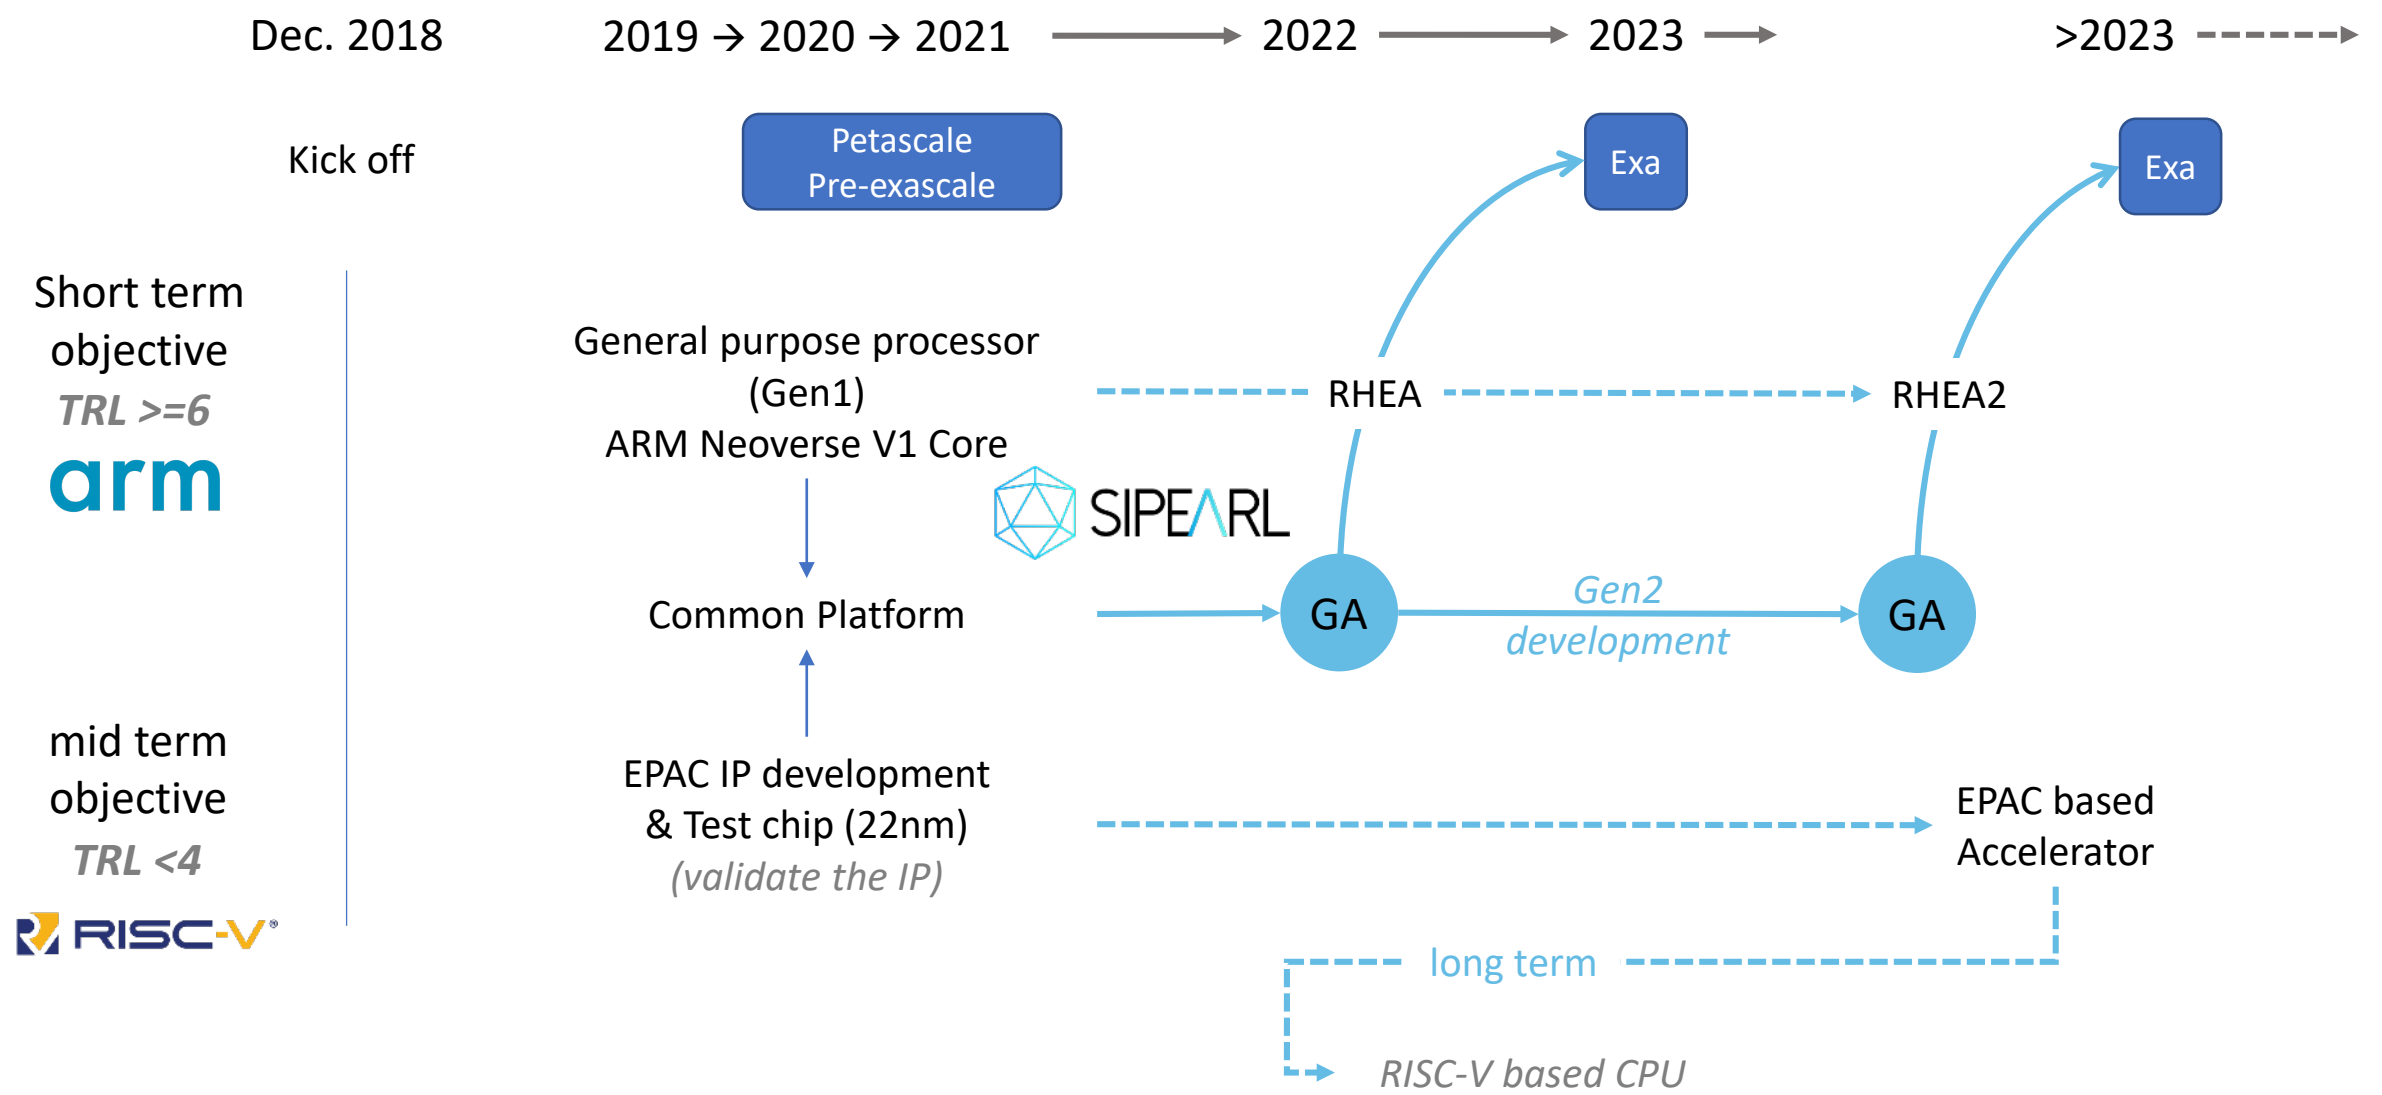 Dec. 2018
2019 → 2020 → 2021
2022
2023
>2023
Kick off
Petascale
Pre-exascale
Exa
Exa
Short term
objective
TRL >=6
arm
General purpose processor
(Gen1)
ARM Neoverse V1 Core
RHEA
RHEA2
SIPEARL
Common Platform
GA
Gen2
development
GA
mid term
objective
TRL <4
RISC-V®
EPAC IP development
& Test chip (22nm)
(validate the IP)
EPAC based
Accelerator
long term
RISC-V based CPU